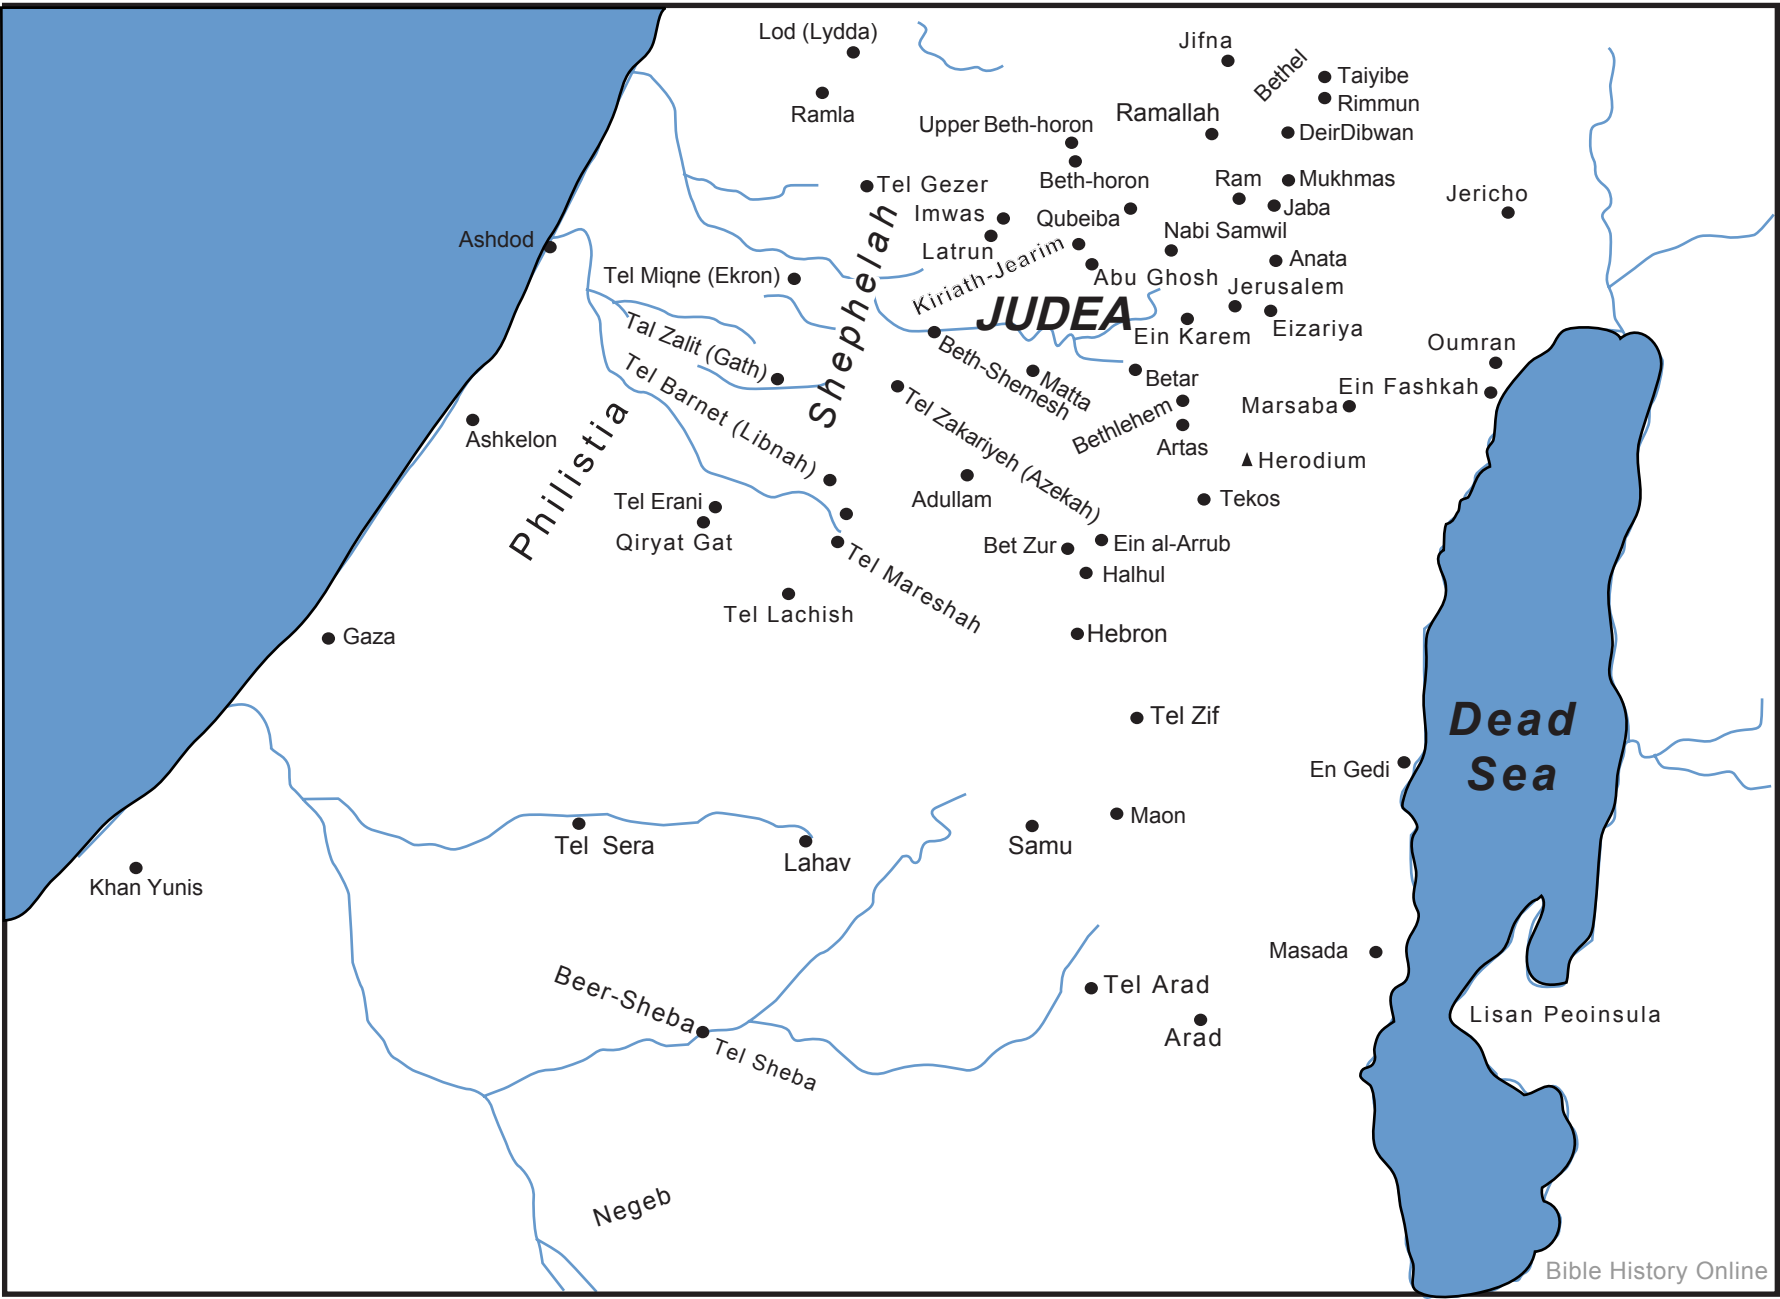 Lod (Lydda)
Jifna
Bethel
Taiyibe
Ramla
Rimmun
Ramallah
Upper Beth-horon
DeirDibwan
Beth-horon
Tel Gezer
Ram
Mukhmas
Jericho
Imwas
Qubeiba
Jaba
Ashdod
Latrun
Nabi Samwil
Kiriath-Jearim
Anata
Tel Miqne (Ekron)
Abu Ghosh
Jerusalem
Shephelah
JUDEA
Tal Zalit (Gath)
Ein Karem
Eizariya
Oumran
Beth-Shemesh
Matta
Betar
Ein Fashkah
Tel Barnet (Libnah)
Marsaba
Bethlehem
Ashkelon
Artas
Tel Zakariyeh (Azekah)
Herodium
Philistia
Tel Erani
Adullam
Tekos
Qiryat Gat
Bet Zur
Ein al-Arrub
Halhul
Tel Mareshah
Tel Lachish
Gaza
Hebron
Tel Zif
Dead
Sea
En Gedi
Maon
Tel Sera
Samu
Lahav
Khan Yunis
Masada
Beer-Sheba
Tel Arad
Lisan Peoinsula
Arad
Tel Sheba
Negeb
Bible History Online